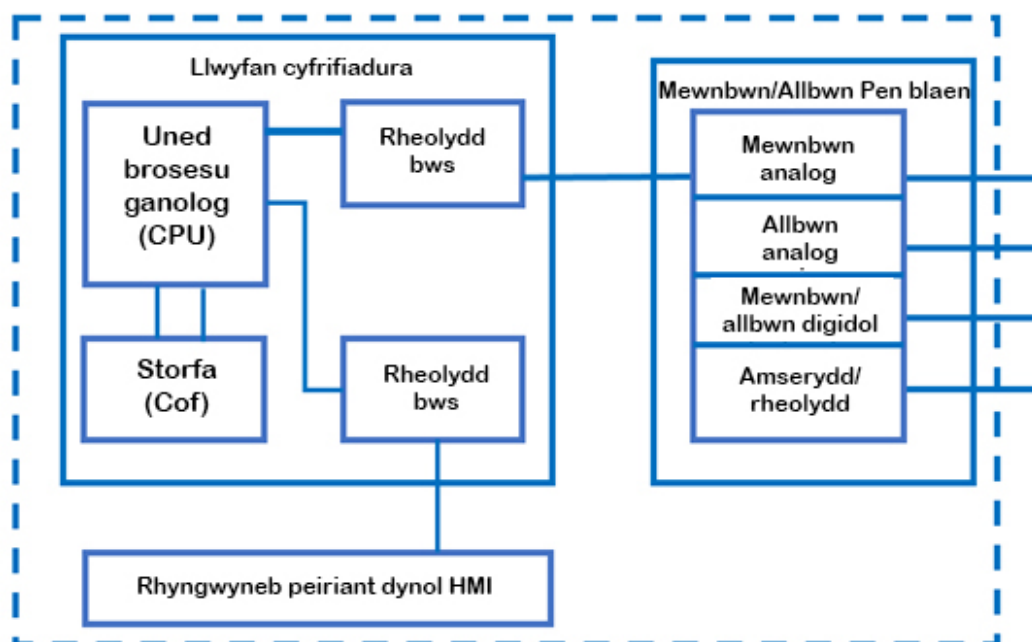 Llwyfan cyfrifiadura
Uned
brosesu
ganolog
(CPU)
Rheolydd
bws
Storfa
(Cof)
Rheolydd
bws
Rhyngwyneb peiriant dynol HMI
Mewnbwn/Allbwn Pen blaen
Mewnbwn
analog
Allbwn
analog
Mewnbwn/
allbwn digidol
Amserydd/
rheolydd